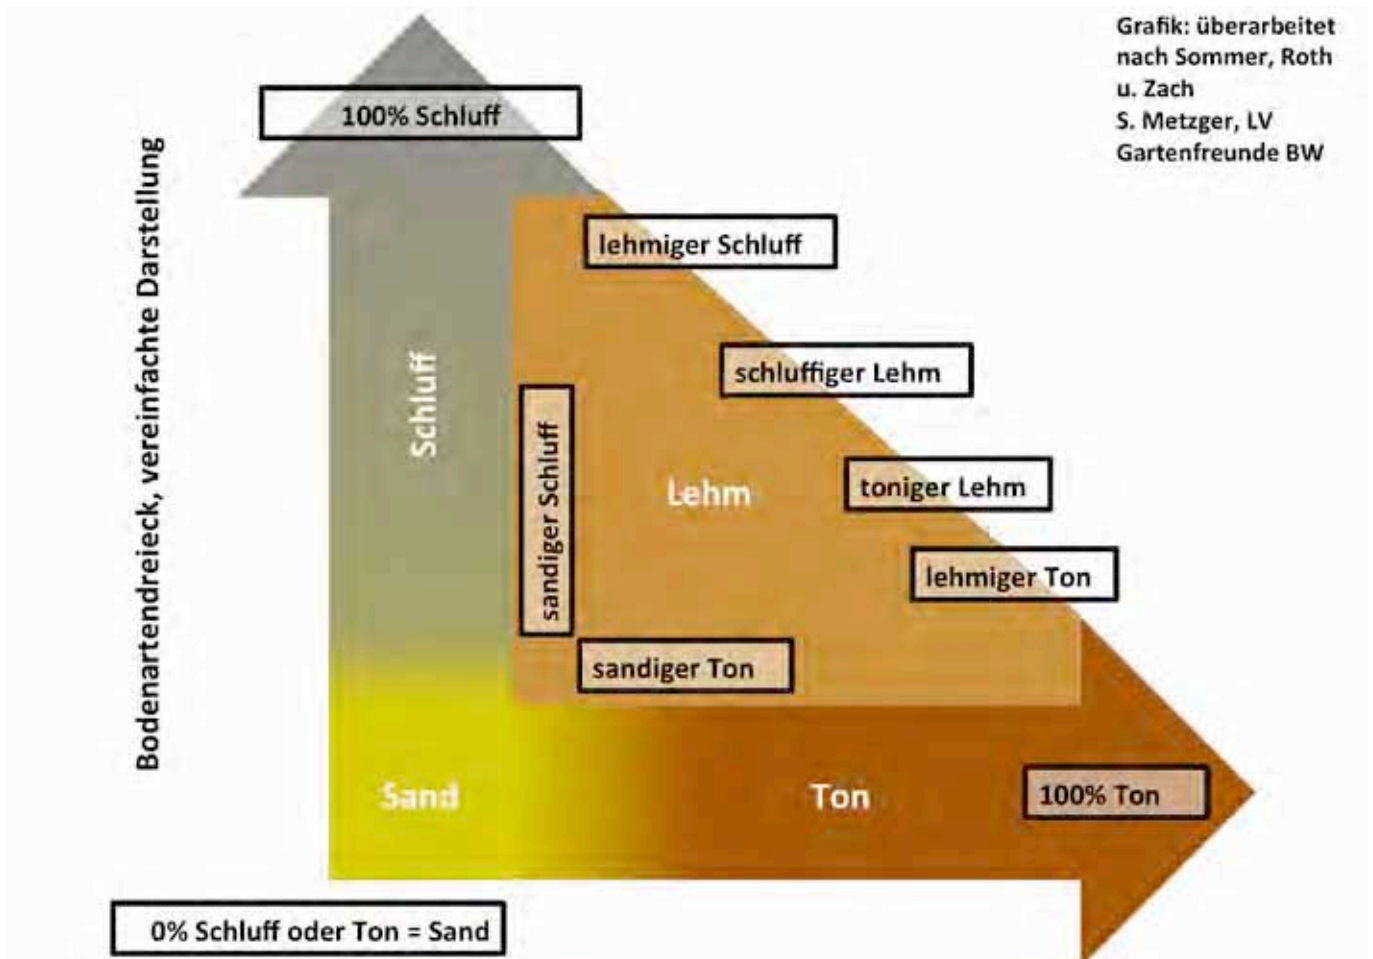 Grafik: überarbeitet
nach Sommer, Roth
u. Zach
S. Metzger, LV
Gartenfreunde BW
100% Schluff
Bodenartendreieck, vereinfachte Darstellung
lehmiger Schluff
Schluff
schluffiger Lehm
sandiger Schluff
Lehm
toniger Lehm
lehmiger Ton
sandiger Ton
Sand
Ton
100% Ton
0% Schluff oder Ton = Sand